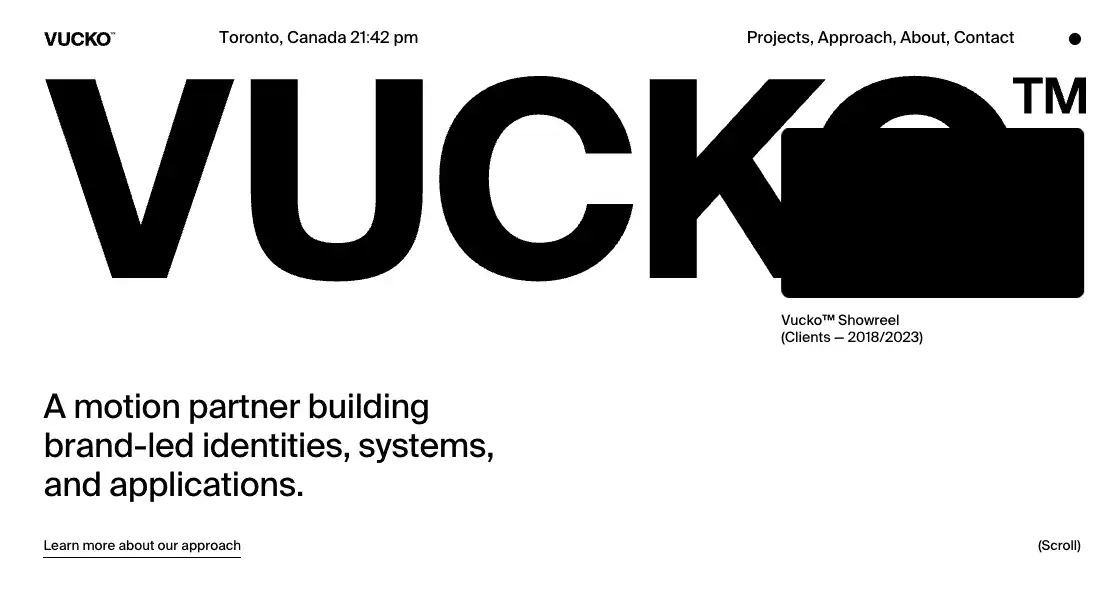 VUCKO™
Toronto, Canada 21:42 pm
Projects, Approach, About, Contact
VUCKO™
Vucko™ Showreel
(Clients — 2018/2023)
A motion partner building
brand-led identities, systems,
and applications.
Learn more about our approach
(Scroll)